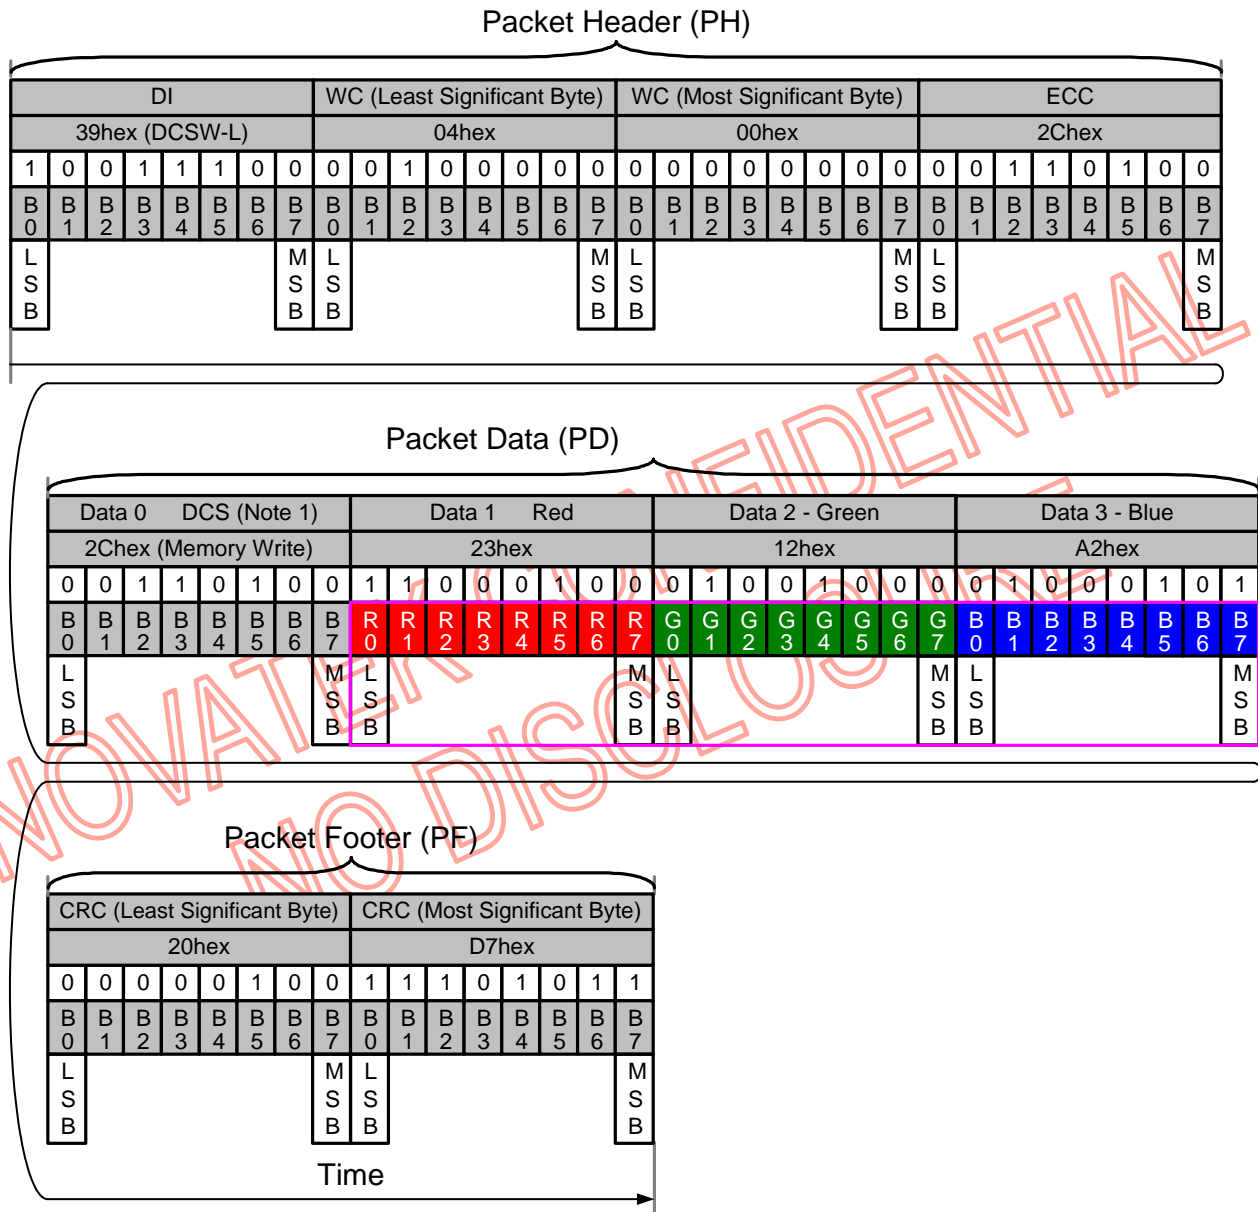 Packet Header (PH)
DI WC (Least Significant Byte) WC (Most Significant Byte) ECC
39hex (DCSW-L) 04hex 00hex 2Chex
1 0 0 1 1 1 0 0 0 0 1 0 0 0 0 0 0 0 0 0 0 0 0 0 0 0 1 1 0 1 0 0
B0 B1 B2 B3 B4 B5 B6 B7 B0 B1 B2 B3 B4 B5 B6 B7 B0 B1 B2 B3 B4 B5 B6 B7 B0 B1 B2 B3 B4 B5 B6 B7
LSB MSB LSB MSB LSB MSB LSB MSB
Packet Data (PD)
Data 0 DCS (Note 1) Data 1 Red Data 2 - Green Data 3 - Blue
2Chex (Memory Write) 23hex 12hex A2hex
0 0 1 1 0 1 0 0 1 1 0 0 0 1 0 0 0 1 0 0 1 0 0 0 0 1 0 0 0 1 0 1
B0 B1 B2 B3 B4 B5 B6 B7 R0 R1 R2 R3 R4 R5 R6 R7 G0 G1 G2 G3 G4 G5 G6 G7 B0 B1 B2 B3 B4 B5 B6 B7
LSB MSB LSB MSB LSB MSB LSB MSB
Packet Footer (PF)
CRC (Least Significant Byte) CRC (Most Significant Byte)
20hex D7hex
0 0 0 0 0 1 0 0 1 1 1 0 1 0 1 1
B0 B1 B2 B3 B4 B5 B6 B7 B0 B1 B2 B3 B4 B5 B6 B7
LSB MSB LSB MSB
Time
NOVATEK CONFIDENTIAL
NO DISCLOSURE